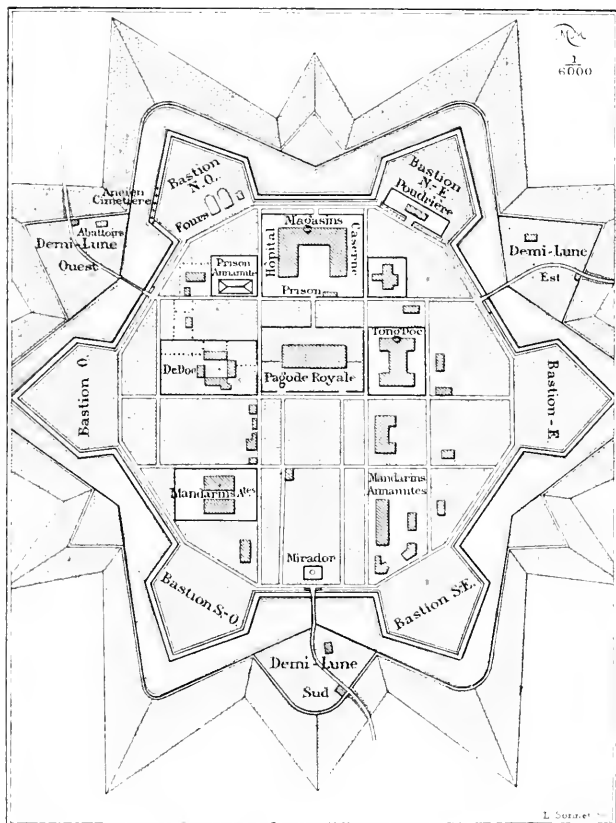 1
6000
Bastion
N.-O.
Fours
Bastion
N.-E.
Poudrière
Ancien
Cimetière
Abattoirs
Demi-Lune
Ouest
Magasins
Hôpital
Caserne
Prison
Prison
Annamite
Demi-Lune
Est
Bastion O.
De Doc
Pagode Royale
Tong Doc
Bastion-E.
Mandarins Ates
Mandarins
Annamites
Mirador
Bastion S.-O.
Bastion S.-E.
Demi-Lune
Sud